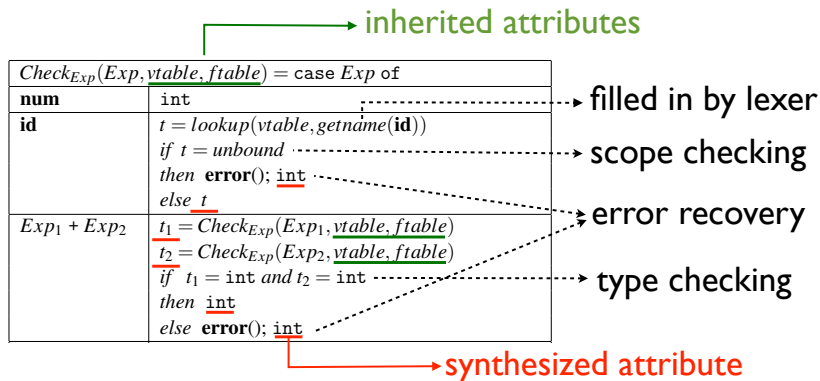 inherited attributes
Check_Exp(Exp, vtable, ftable) = case Exp of
num int
filled in by lexer
id t = lookup(vtable, getname(id))
if t = unbound
scope checking
then error(); int
else t
error recovery
Exp₁ + Exp₂ t₁ = Check_Exp(Exp₁, vtable, ftable)
t₂ = Check_Exp(Exp₂, vtable, ftable)
if t₁ = int and t₂ = int
type checking
then int
else error(); int
synthesized attribute